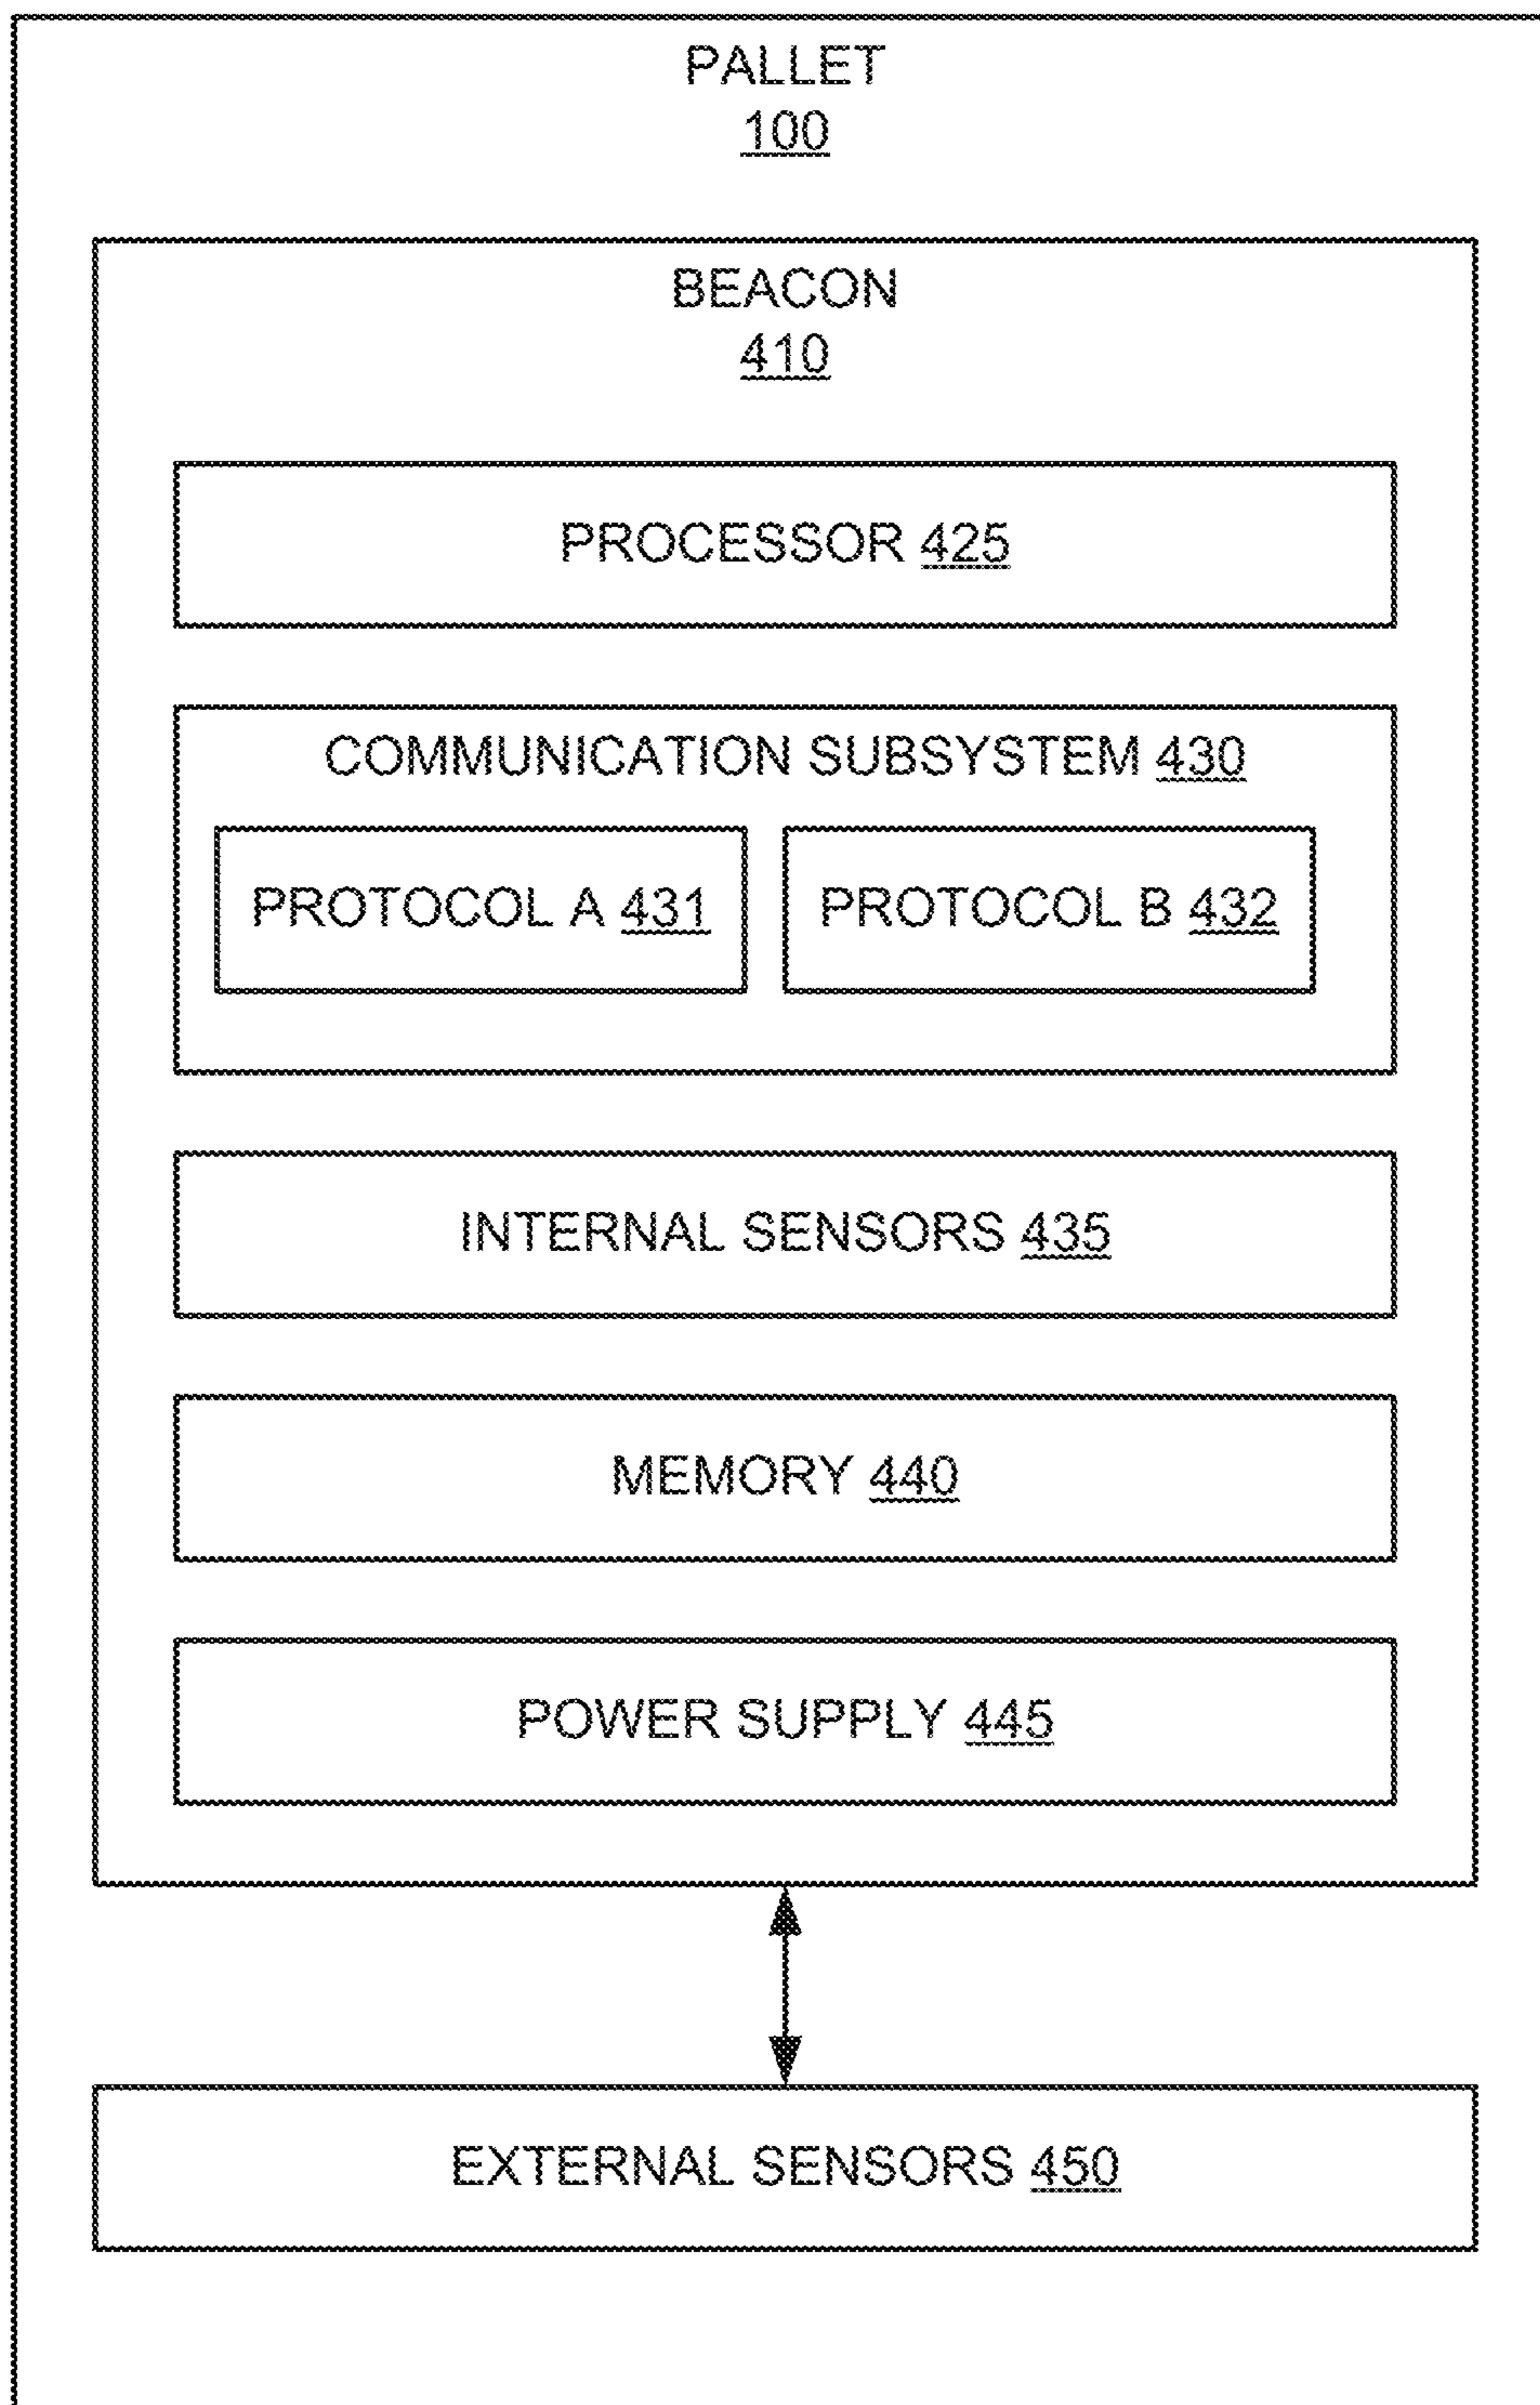 PALLET
100
BEACON
410
PROCESSOR 425
COMMUNICATION SUBSYSTEM 430
PROTOCOL A 431 PROTOCOL B 432
INTERNAL SENSORS 435
MEMORY 440
POWER SUPPLY 445
EXTERNAL SENSORS 450